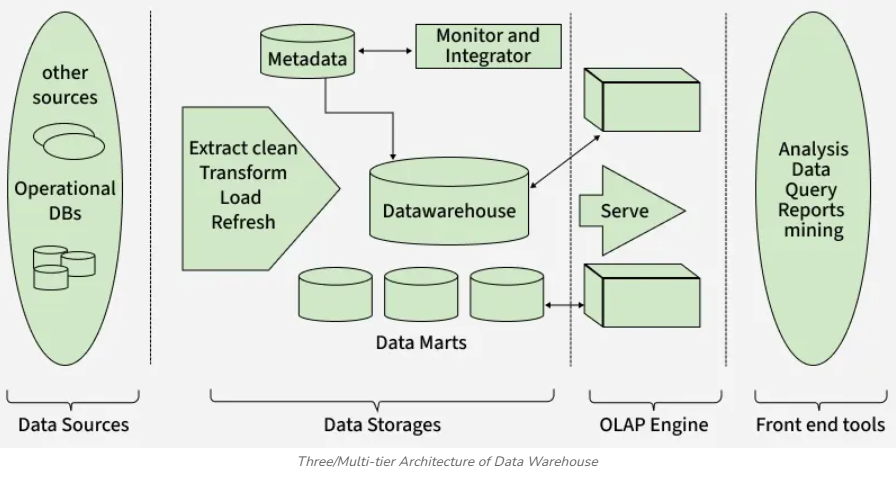 other
sources
Operational
DBs
Metadata
Monitor and
Integrator
Extract clean
Transform
Load
Refresh
Datawarehouse
Data Marts
Serve
Analysis
Data
Query
Reports
mining
Data Sources
Data Storages
OLAP Engine
Front end tools
Three/Multi-tier Architecture of Data Warehouse